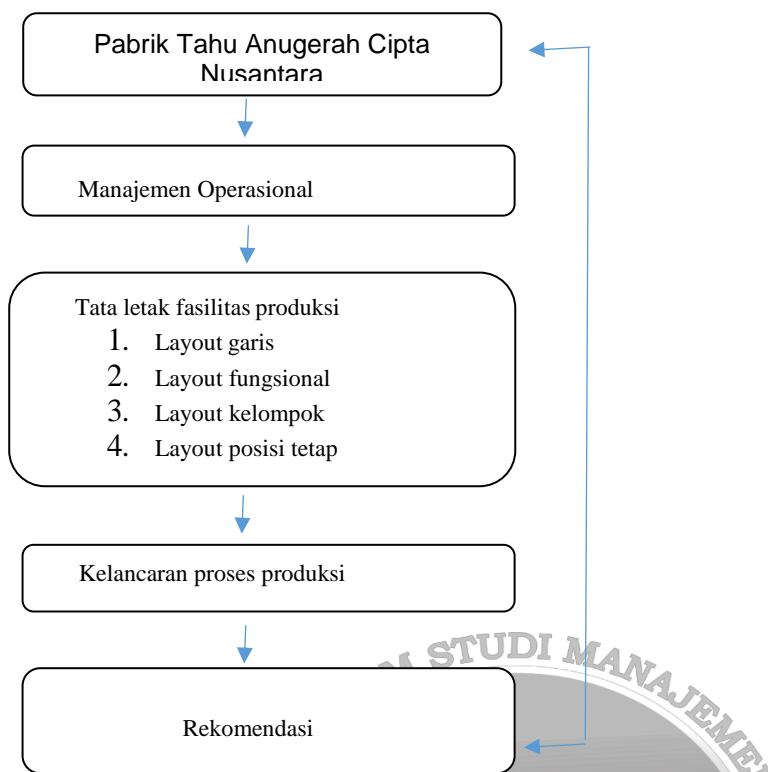 Pabrik Tahu Anugerah Cipta
Nusantara
Manajemen Operasional
Tata letak fasilitas produksi
1. Layout garis
2. Layout fungsional
3. Layout kelompok
4. Layout posisi tetap
Kelancaran proses produksi
STUDI MANAJEMEN
Rekomendasi